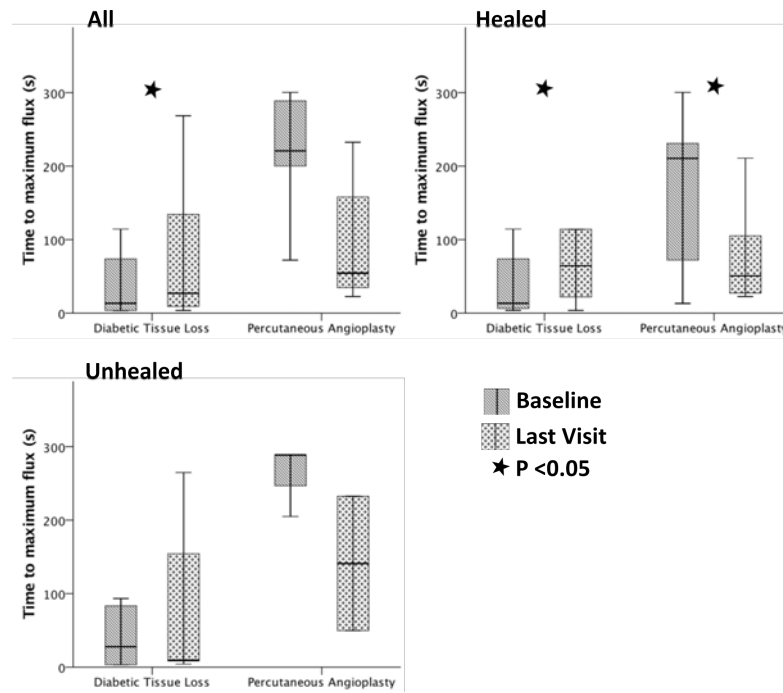 All
Time to maximum flux (s)
300
200
100
0
Diabetic Tissue Loss
Percutaneous Angioplasty
Healed
Time to maximum flux (s)
300
200
100
0
Diabetic Tissue Loss
Percutaneous Angioplasty
Unhealed
Time to maximum flux (s)
300
200
100
0
Diabetic Tissue Loss
Percutaneous Angioplasty
Baseline
Last Visit
P <0.05